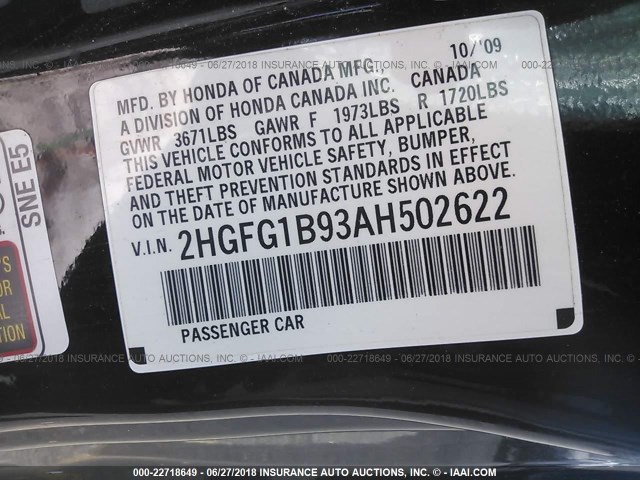 MFD. BY HONDA OF CANADA MFG., 10/'09
A DIVISION OF HONDA CANADA INC. CANADA
GVWR 3671LBS GAWR F 1973LBS R 1720LBS
THIS VEHICLE CONFORMS TO ALL APPLICABLE
FEDERAL MOTOR VEHICLE SAFETY, BUMPER,
AND THEFT PREVENTION STANDARDS IN EFFECT
ON THE DATE OF MANUFACTURE SHOWN ABOVE.
V.I.N. 2HGFG1B93AH502622
PASSENGER CAR
SNE E5
000-22718649 / 06/27/2018 INSURANCE AUTO AUCTIONS, INC. - IAAI.COM